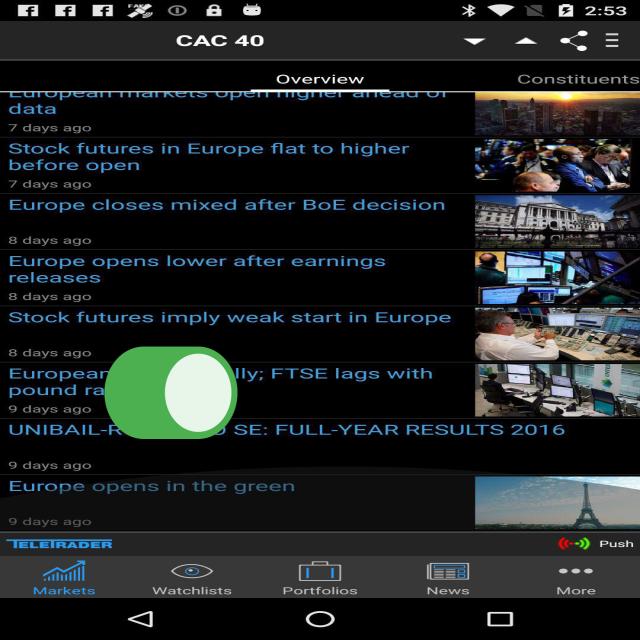 2:53
CAC 40
Overview
Constituents
European markets open higher ahead of
data
7 days ago
Stock futures in Europe flat to higher
before open
7 days ago
Europe closes mixed after BoE decision
8 days ago
Europe opens lower after earnings
releases
8 days ago
Stock futures imply weak start in Europe
8 days ago
European lly; FTSE lags with
pound ra
9 days ago
UNIBAIL-R SE: FULL-YEAR RESULTS 2016
9 days ago
Europe opens in the green
9 days ago
TELETRADER
Push
Markets
Watchlists
Portfolios
News
More